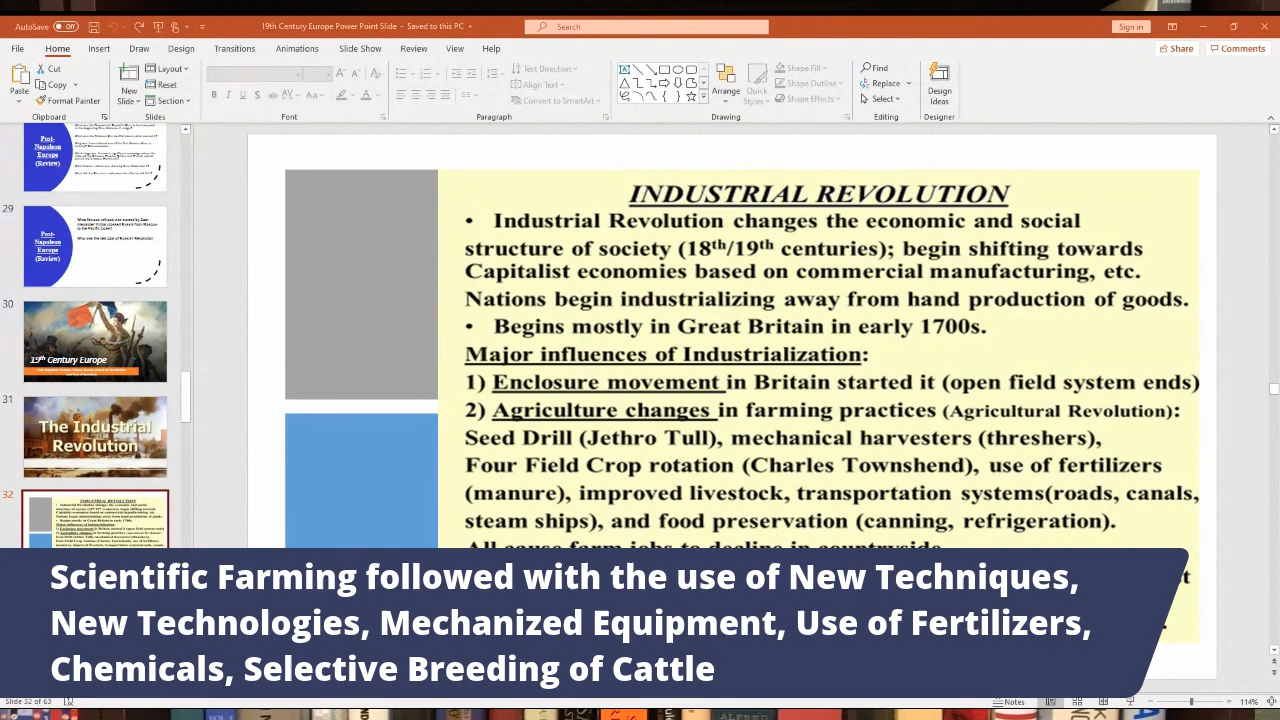 AutoSave Off
19th Century Europe Power Point Slide - Saved to this PC
Search
Sign in
File Home Insert Draw Design Transitions Animations Slide Show Review View Help
Share Comments
Paste
Cut
Copy
Format Painter
Clipboard
New Slide
Layout
Reset
Section
Slides
Font
Text Direction
Align Text
Convert to SmartArt
Paragraph
Arrange
Quick Styles
Shape Fill
Shape Outline
Shape Effects
Drawing
Find
Replace
Select
Editing
Design Ideas
Designer
Post-
Napoleon
Europe
(Review)
29
Post-
Napoleon
Europe
(Review)
30
19th Century Europe
31
The Industrial
Revolution
32
INDUSTRIAL REVOLUTION
• Industrial Revolution changes the economic and social
structure of society (18th/19th centuries); begin shifting towards
Capitalist economies based on commercial manufacturing, etc.
Nations begin industrializing away from hand production of goods.
• Begins mostly in Great Britain in early 1700s.
Major influences of Industrialization:
1) Enclosure movement in Britain started it (open field system ends)
2) Agriculture changes in farming practices (Agricultural Revolution):
Seed Drill (Jethro Tull), mechanical harvesters (threshers),
Four Field Crop rotation (Charles Townshend), use of fertilizers
(manure), improved livestock, transportation systems(roads, canals,
steam ships), and food preservation (canning, refrigeration).
Scientific Farming followed with the use of New Techniques,
New Technologies, Mechanized Equipment, Use of Fertilizers,
Chemicals, Selective Breeding of Cattle
Slide 32 of 63
Notes
114%